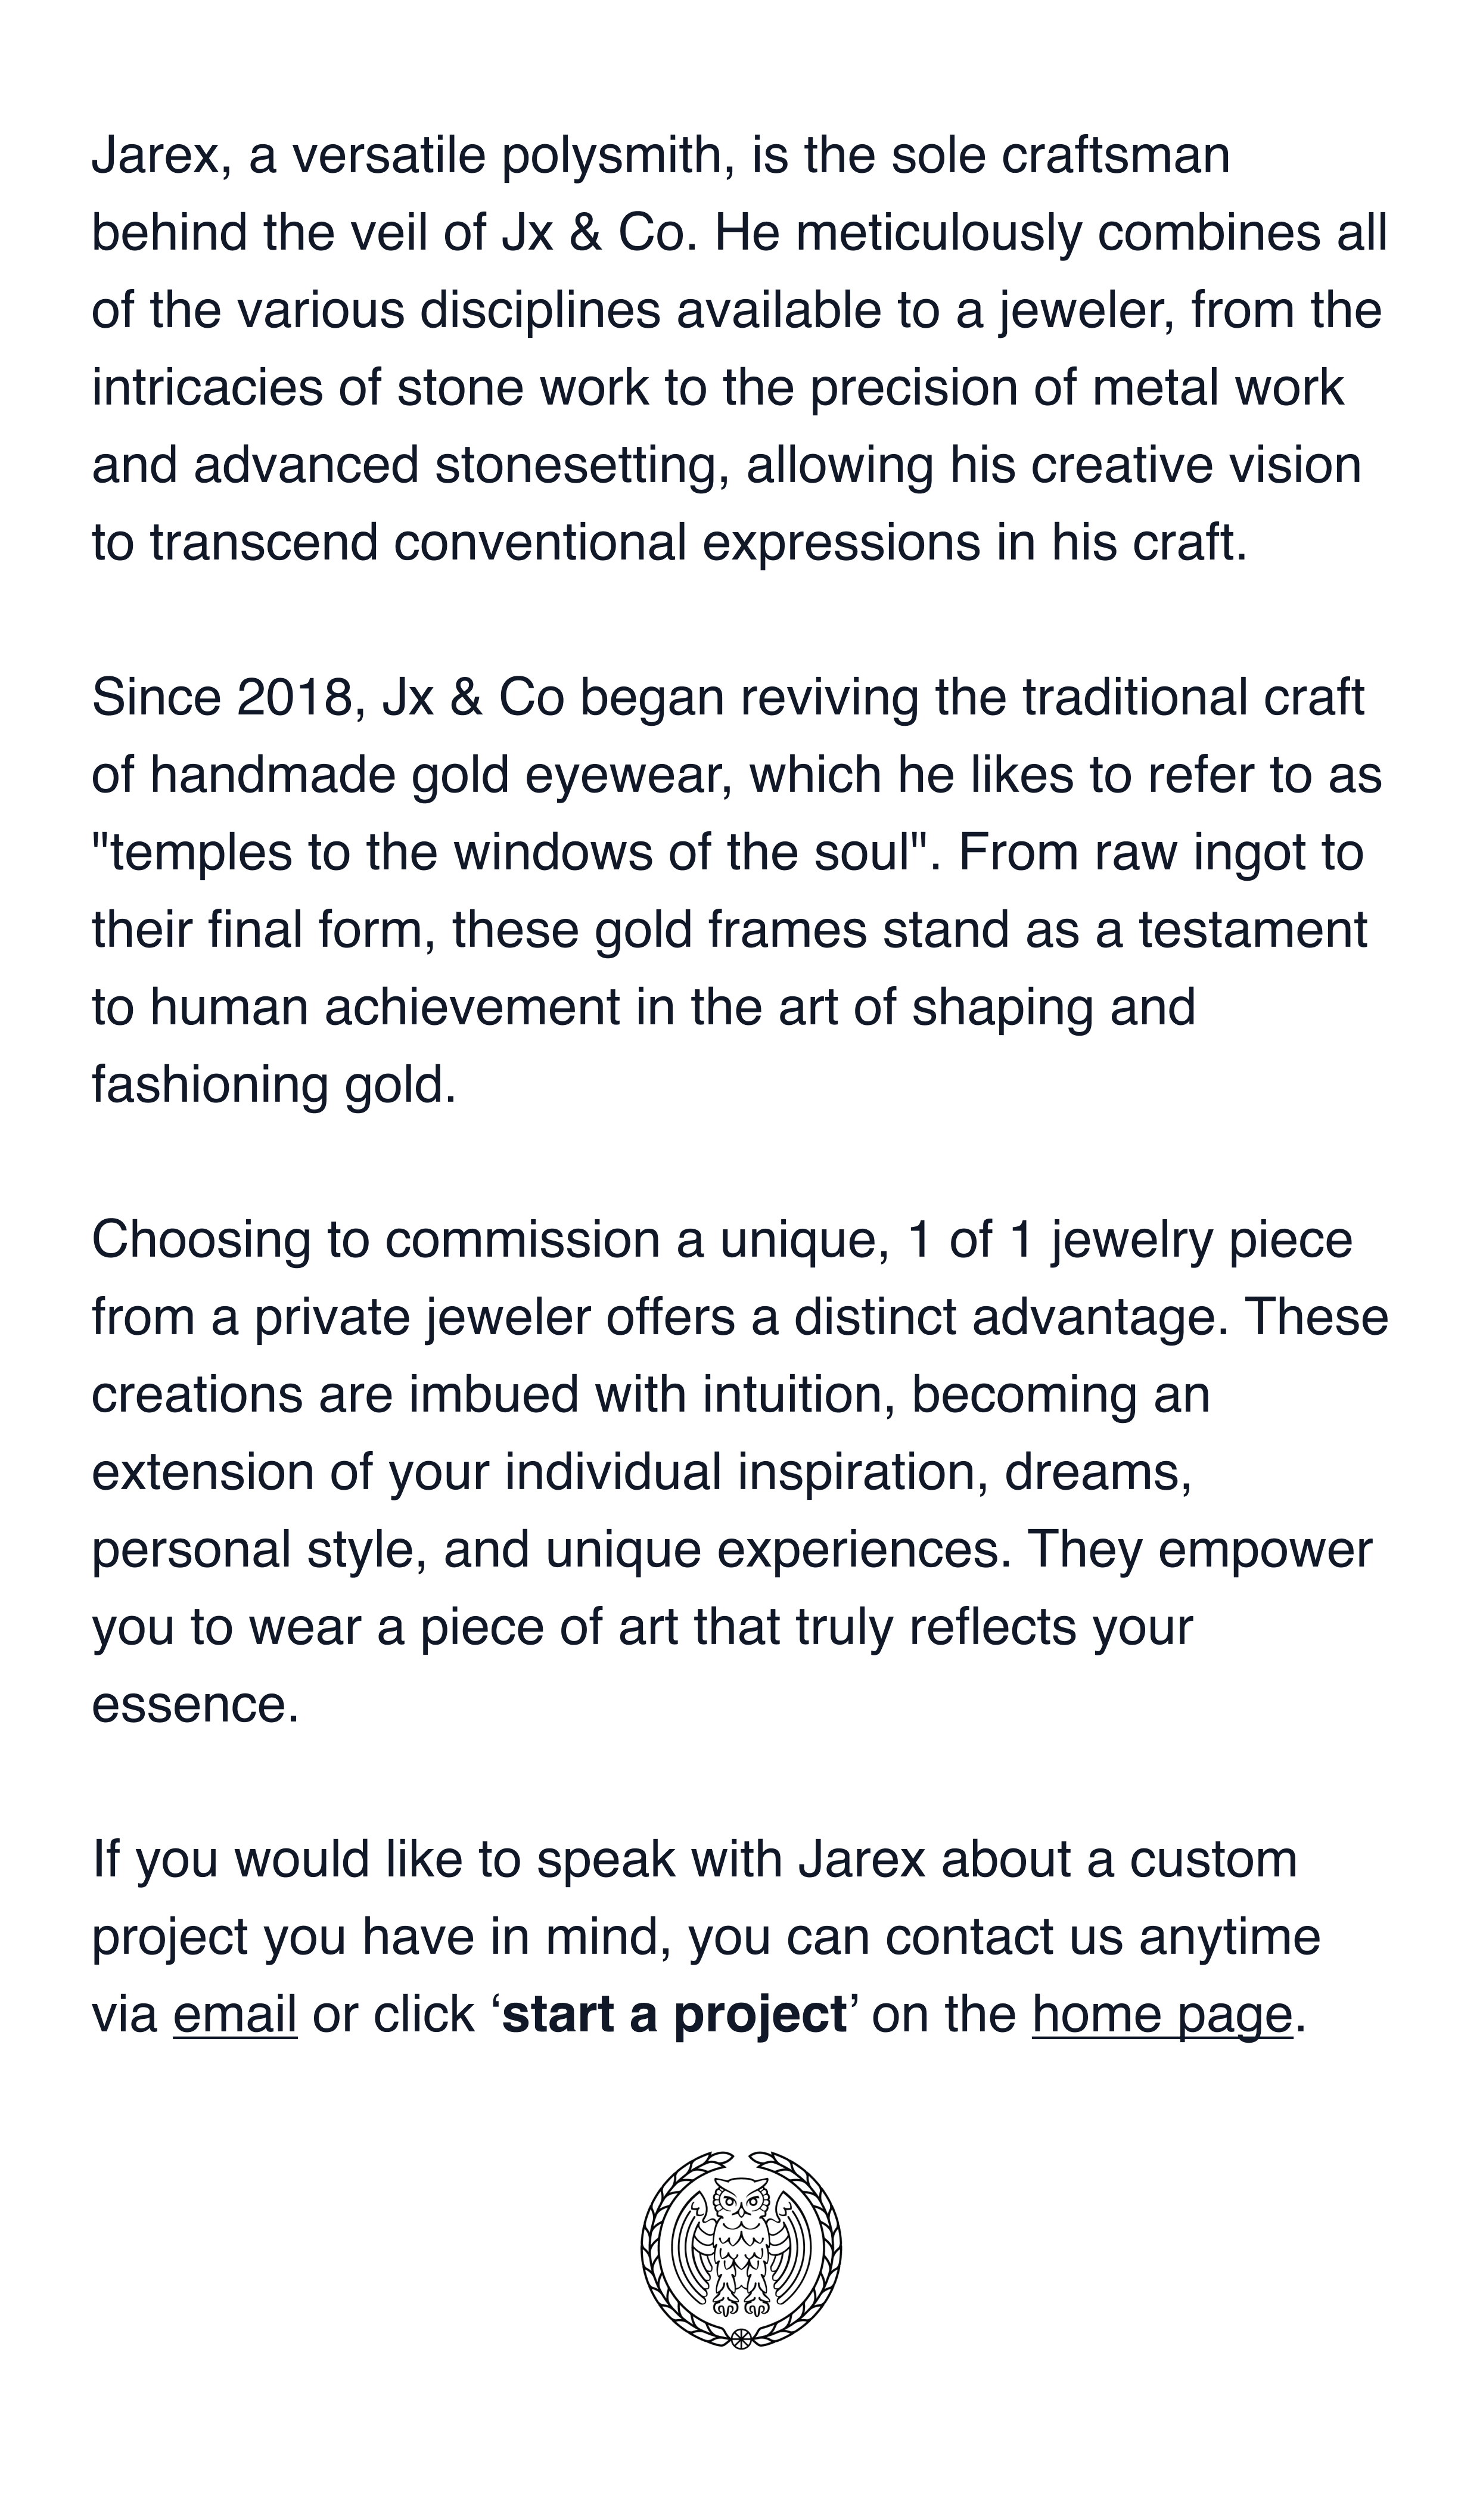 Jarex, a versatile polysmith, is the sole craftsman
behind the veil of Jx & Co. He meticulously combines all
of the various disciplines available to a jeweler, from the
intricacies of stone work to the precision of metal work
and advanced stonesetting, allowing his creative vision
to transcend conventional expressions in his craft.
Since 2018, Jx & Co began reviving the traditional craft
of handmade gold eyewear, which he likes to refer to as
"temples to the windows of the soul". From raw ingot to
their final form, these gold frames stand as a testament
to human achievement in the art of shaping and
fashioning gold.
Choosing to commission a unique, 1 of 1 jewelry piece
from a private jeweler offers a distinct advantage. These
creations are imbued with intuition, becoming an
extension of your individual inspiration, dreams,
personal style, and unique experiences. They empower
you to wear a piece of art that truly reflects your
essence.
If you would like to speak with Jarex about a custom
project you have in mind, you can contact us anytime
via email or click ‘start a project’ on the home page.